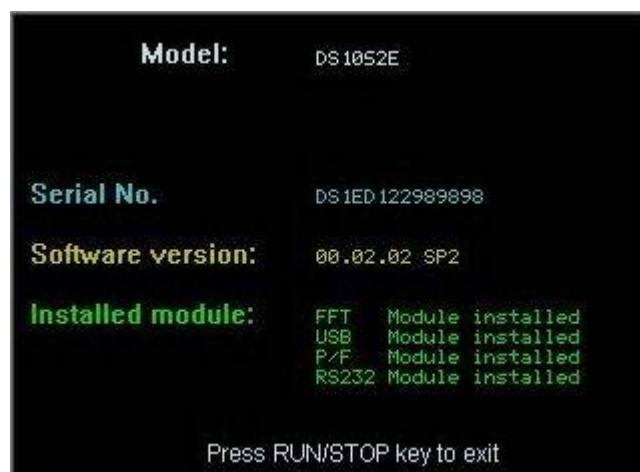 Model: DS1052E
Serial No. DS1ED122989898
Software version: 00.02.02 SP2
Installed module: FFT Module installed
USB Module installed
P/F Module installed
RS232 Module installed
Press RUN/STOP key to exit